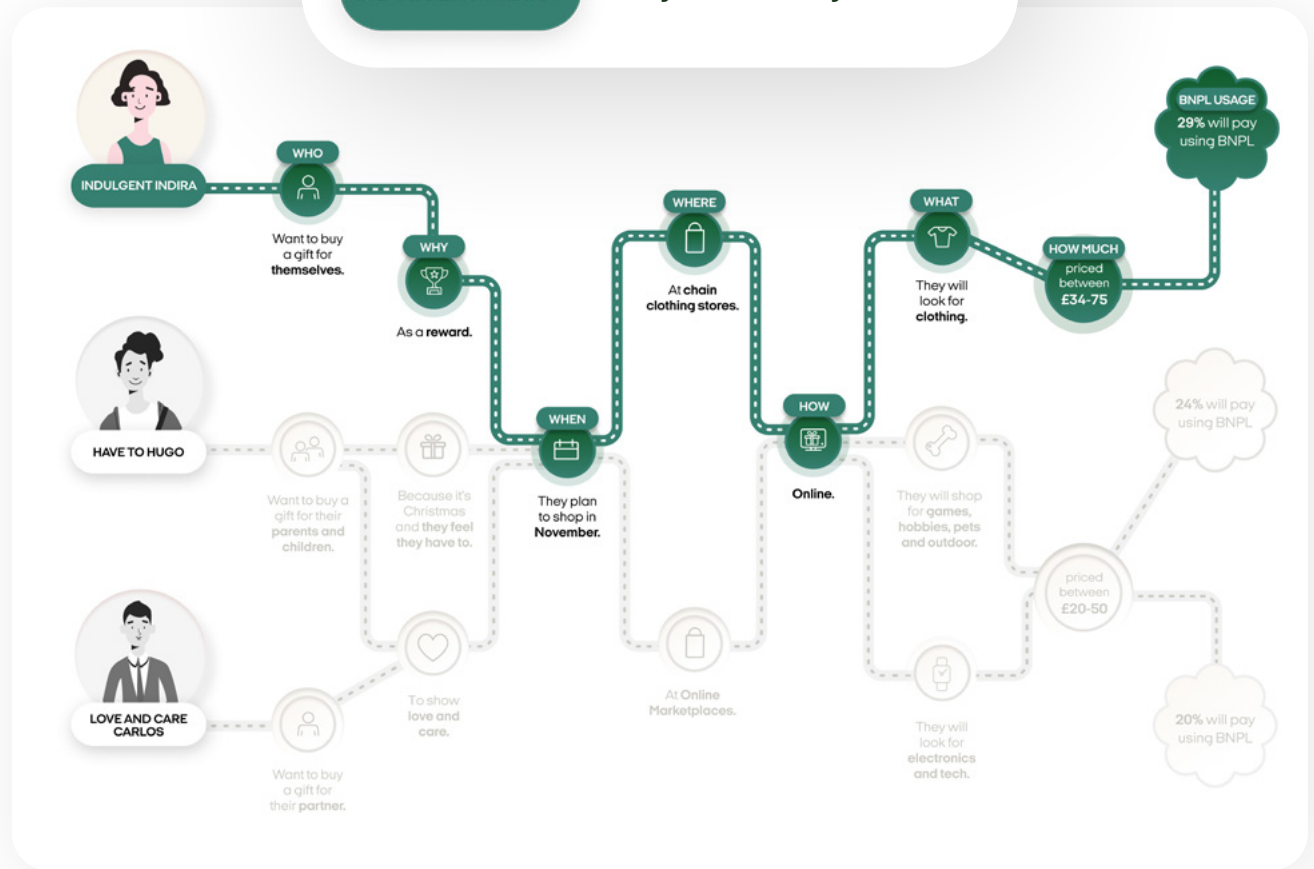 INDULGENT INDIRA
WHO
Want to buy
a gift for
themselves.
WHY
As a reward.
WHEN
They plan
to shop in
November.
WHERE
At chain
clothing stores.
HOW
Online.
WHAT
They will
look for
clothing.
HOW MUCH
priced
between
£34-75
BNPL USAGE
29% will pay
using BNPL
HAVE TO HUGO
Want to buy a
gift for their
parents and
children.
Because it's
Christmas
and they feel
they have to.
They will shop
for games,
hobbies, pets
and outdoor.
24% will pay
using BNPL
priced
between
£20-50
LOVE AND CARE
CARLOS
Want to buy
a gift for
their partner.
To show
love and
care.
At Online
Marketplaces.
They will
look for
electronics
and tech.
20% will pay
using BNPL